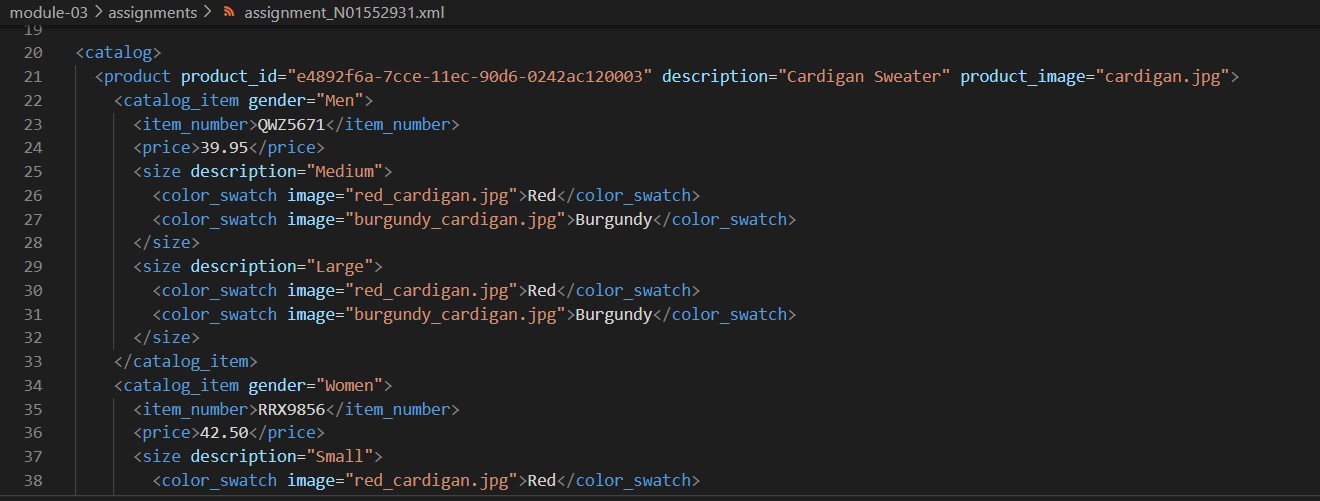 module-03 > assignments > assignment_N01552931.xml
19
20 <catalog>
21 <product product_id="e4892f6a-7cce-11ec-90d6-0242ac120003" description="Cardigan Sweater" product_image="cardigan.jpg">
22 <catalog_item gender="Men">
23 <item_number>QWZ5671</item_number>
24 <price>39.95</price>
25 <size description="Medium">
26 <color_swatch image="red_cardigan.jpg">Red</color_swatch>
27 <color_swatch image="burgundy_cardigan.jpg">Burgundy</color_swatch>
28 </size>
29 <size description="Large">
30 <color_swatch image="red_cardigan.jpg">Red</color_swatch>
31 <color_swatch image="burgundy_cardigan.jpg">Burgundy</color_swatch>
32 </size>
33 </catalog_item>
34 <catalog_item gender="Women">
35 <item_number>RRX9856</item_number>
36 <price>42.50</price>
37 <size description="Small">
38 <color_swatch image="red_cardigan.jpg">Red</color_swatch>